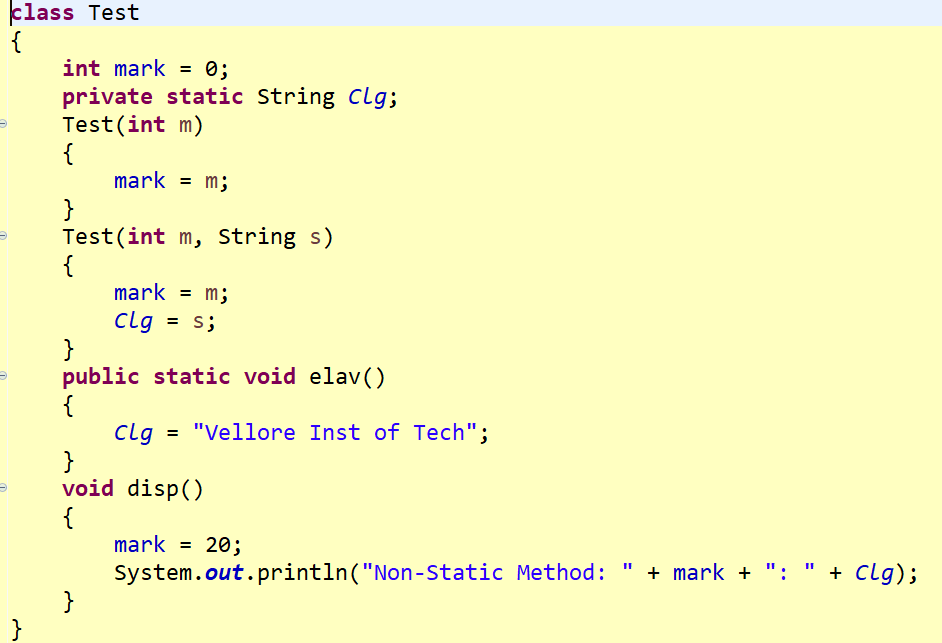 class Test
{
    int mark = 0;
    private static String Clg;
    Test(int m)
    {
        mark = m;
    }
    Test(int m, String s)
    {
        mark = m;
        Clg = s;
    }
    public static void elav()
    {
        Clg = "Vellore Inst of Tech";
    }
    void disp()
    {
        mark = 20;
        System.out.println("Non-Static Method: " + mark + ": " + Clg);
    }
}